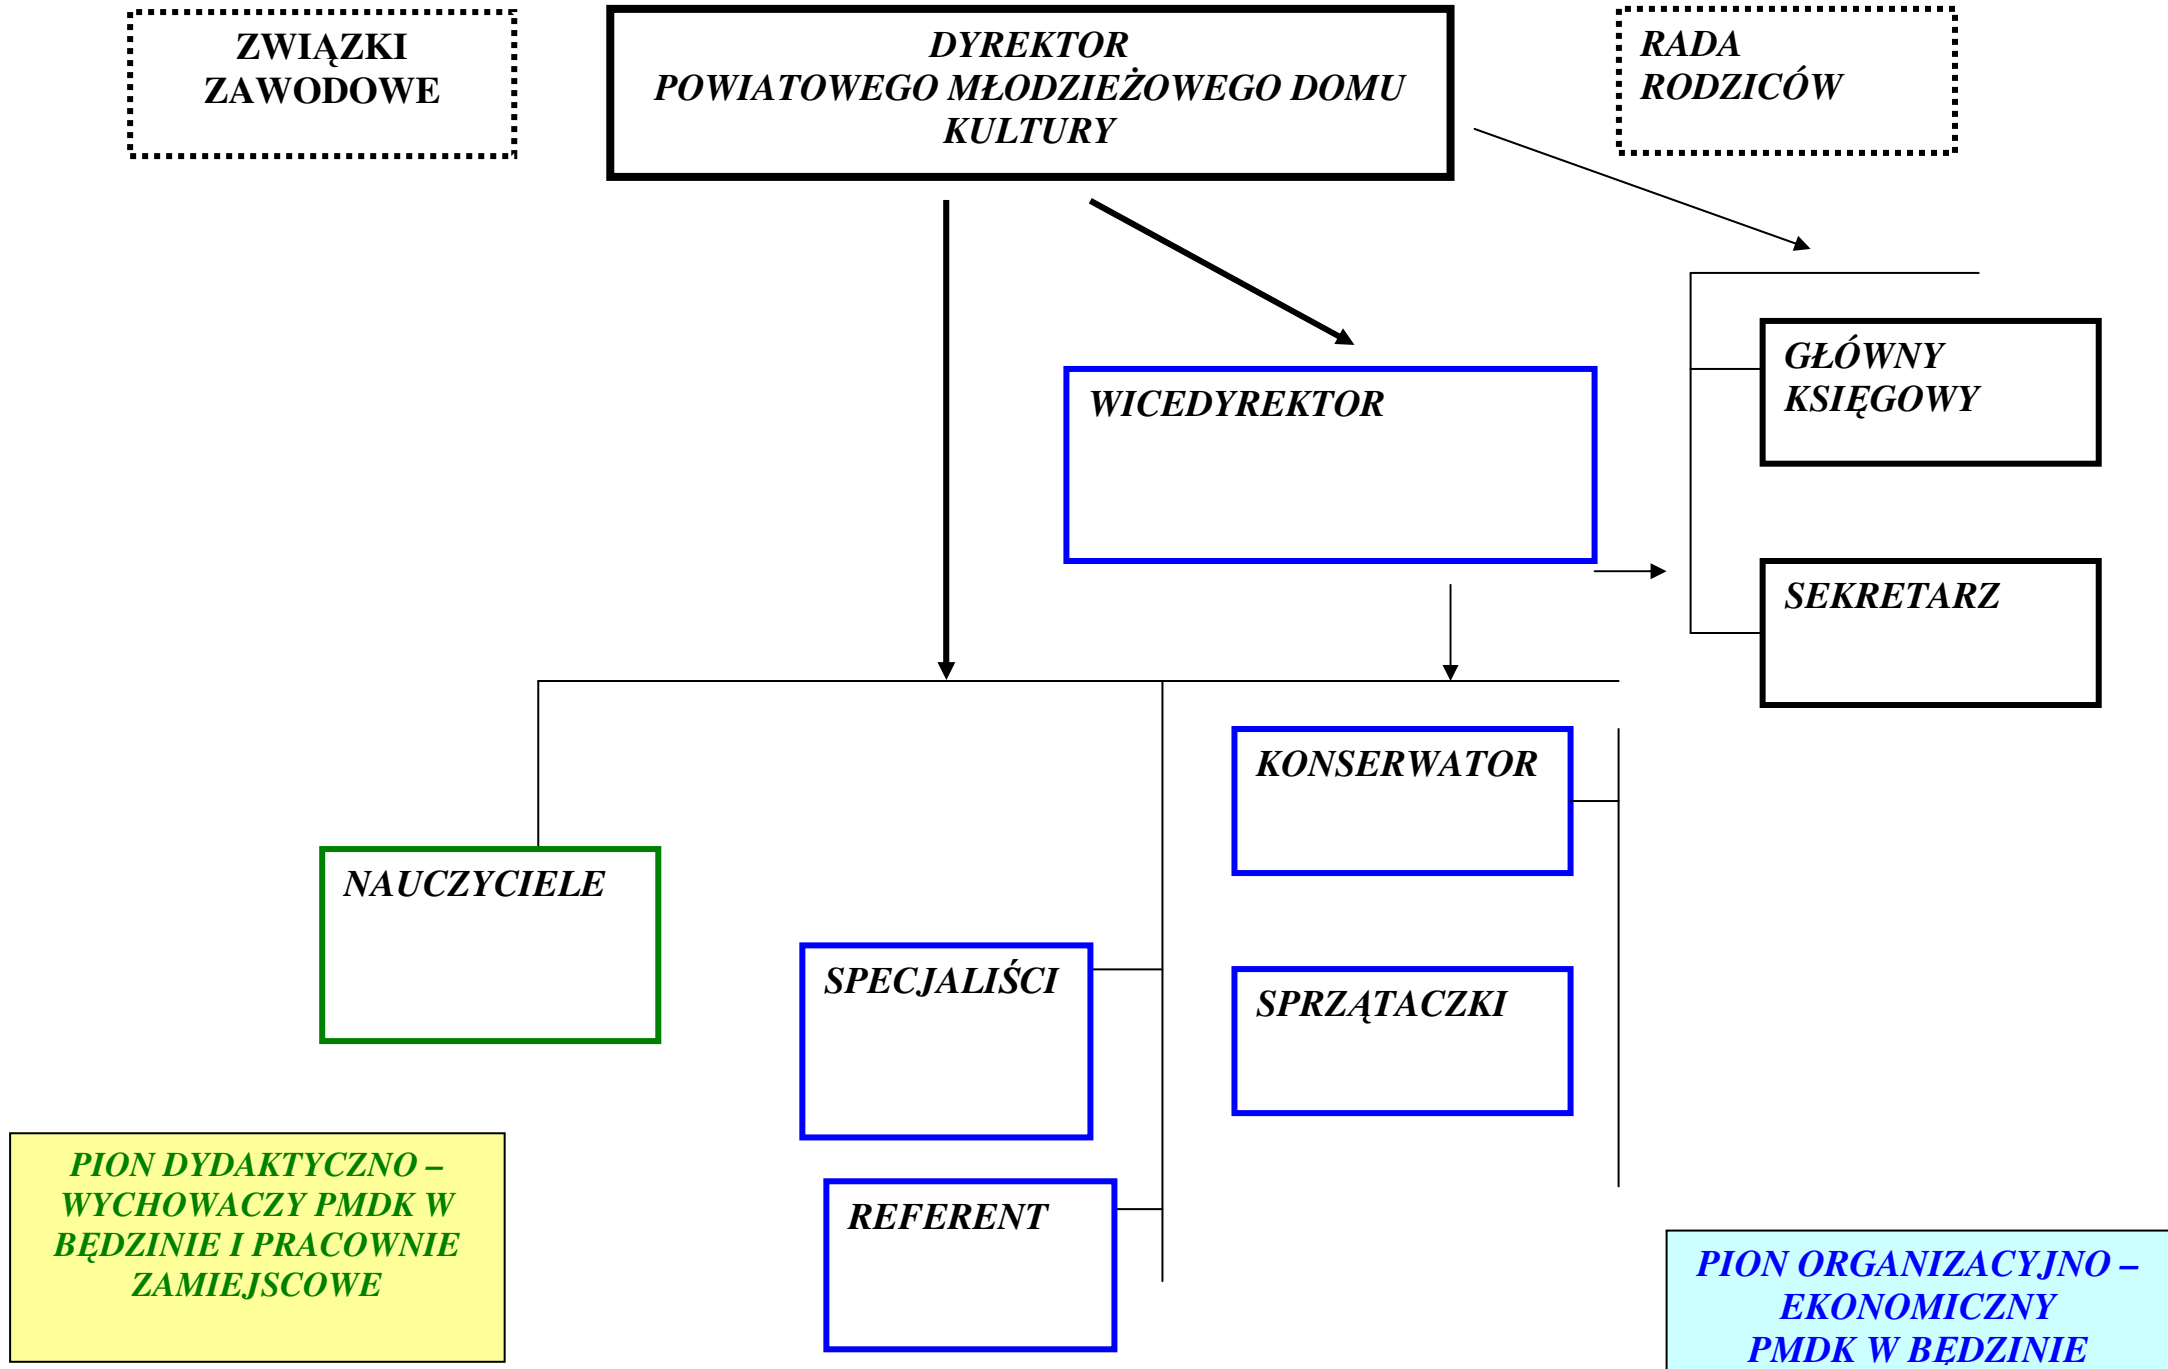 ZWIĄZKI
ZAWODOWE
DYREKTOR
POWIATOWEGO MŁODZIEŻOWEGO DOMU
KULTURY
RADA
RODZICÓW
GŁÓWNY
KSIĘGOWY
WICEDYREKTOR
SEKRETARZ
KONSERWATOR
NAUCZYCIELE
SPECJALIŚCI
SPRZĄTACZKI
PION DYDAKTYCZNO –
WYCHOWACZY PMDK W
BĘDZINIE I PRACOWNIE
ZAMIEJSCOWE
REFERENT
PION ORGANIZACYJNO –
EKONOMICZNY
PMDK W BĘDZINIE